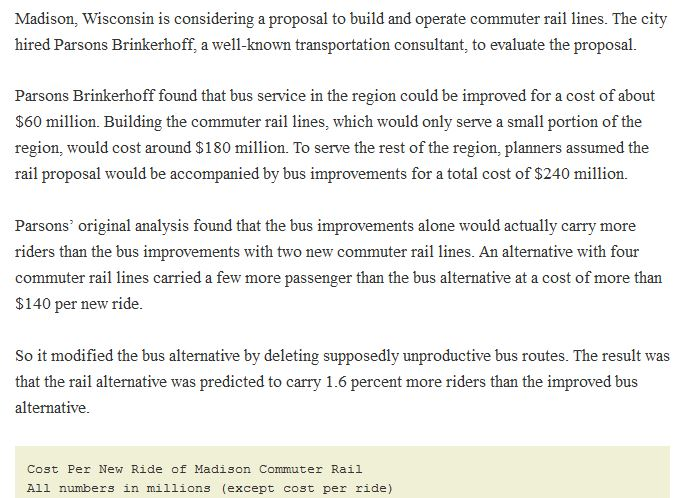 Madison, Wisconsin is considering a proposal to build and operate commuter rail lines. The city
hired Parsons Brinkerhoff, a well-known transportation consultant, to evaluate the proposal.
Parsons Brinkerhoff found that bus service in the region could be improved for a cost of about
$60 million. Building the commuter rail lines, which would only serve a small portion of the
region, would cost around $180 million. To serve the rest of the region, planners assumed the
rail proposal would be accompanied by bus improvements for a total cost of $240 million.
Parsons’ original analysis found that the bus improvements alone would actually carry more
riders than the bus improvements with two new commuter rail lines. An alternative with four
commuter rail lines carried a few more passenger than the bus alternative at a cost of more than
$140 per new ride.
So it modified the bus alternative by deleting supposedly unproductive bus routes. The result was
that the rail alternative was predicted to carry 1.6 percent more riders than the improved bus
alternative.
Cost Per New Ride of Madison Commuter Rail
All numbers in millions (except cost per ride)